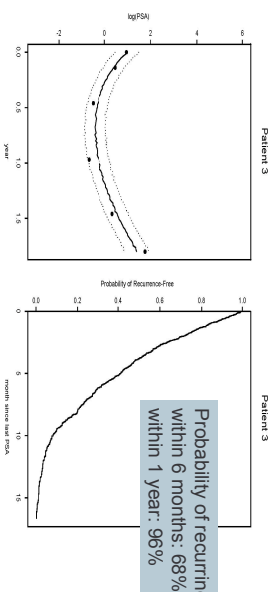 Patient 3
log(PSA)
-2 0 2 4 6
0.0 0.5 1.0 1.5
year
Patient 3
Probability of Recurrence-Free
0.0 0.2 0.4 0.6 0.8 1.0
0 5 10 15
month since last PSA
Probability of recurrin
within 6 months: 68%
within 1 year: 96%